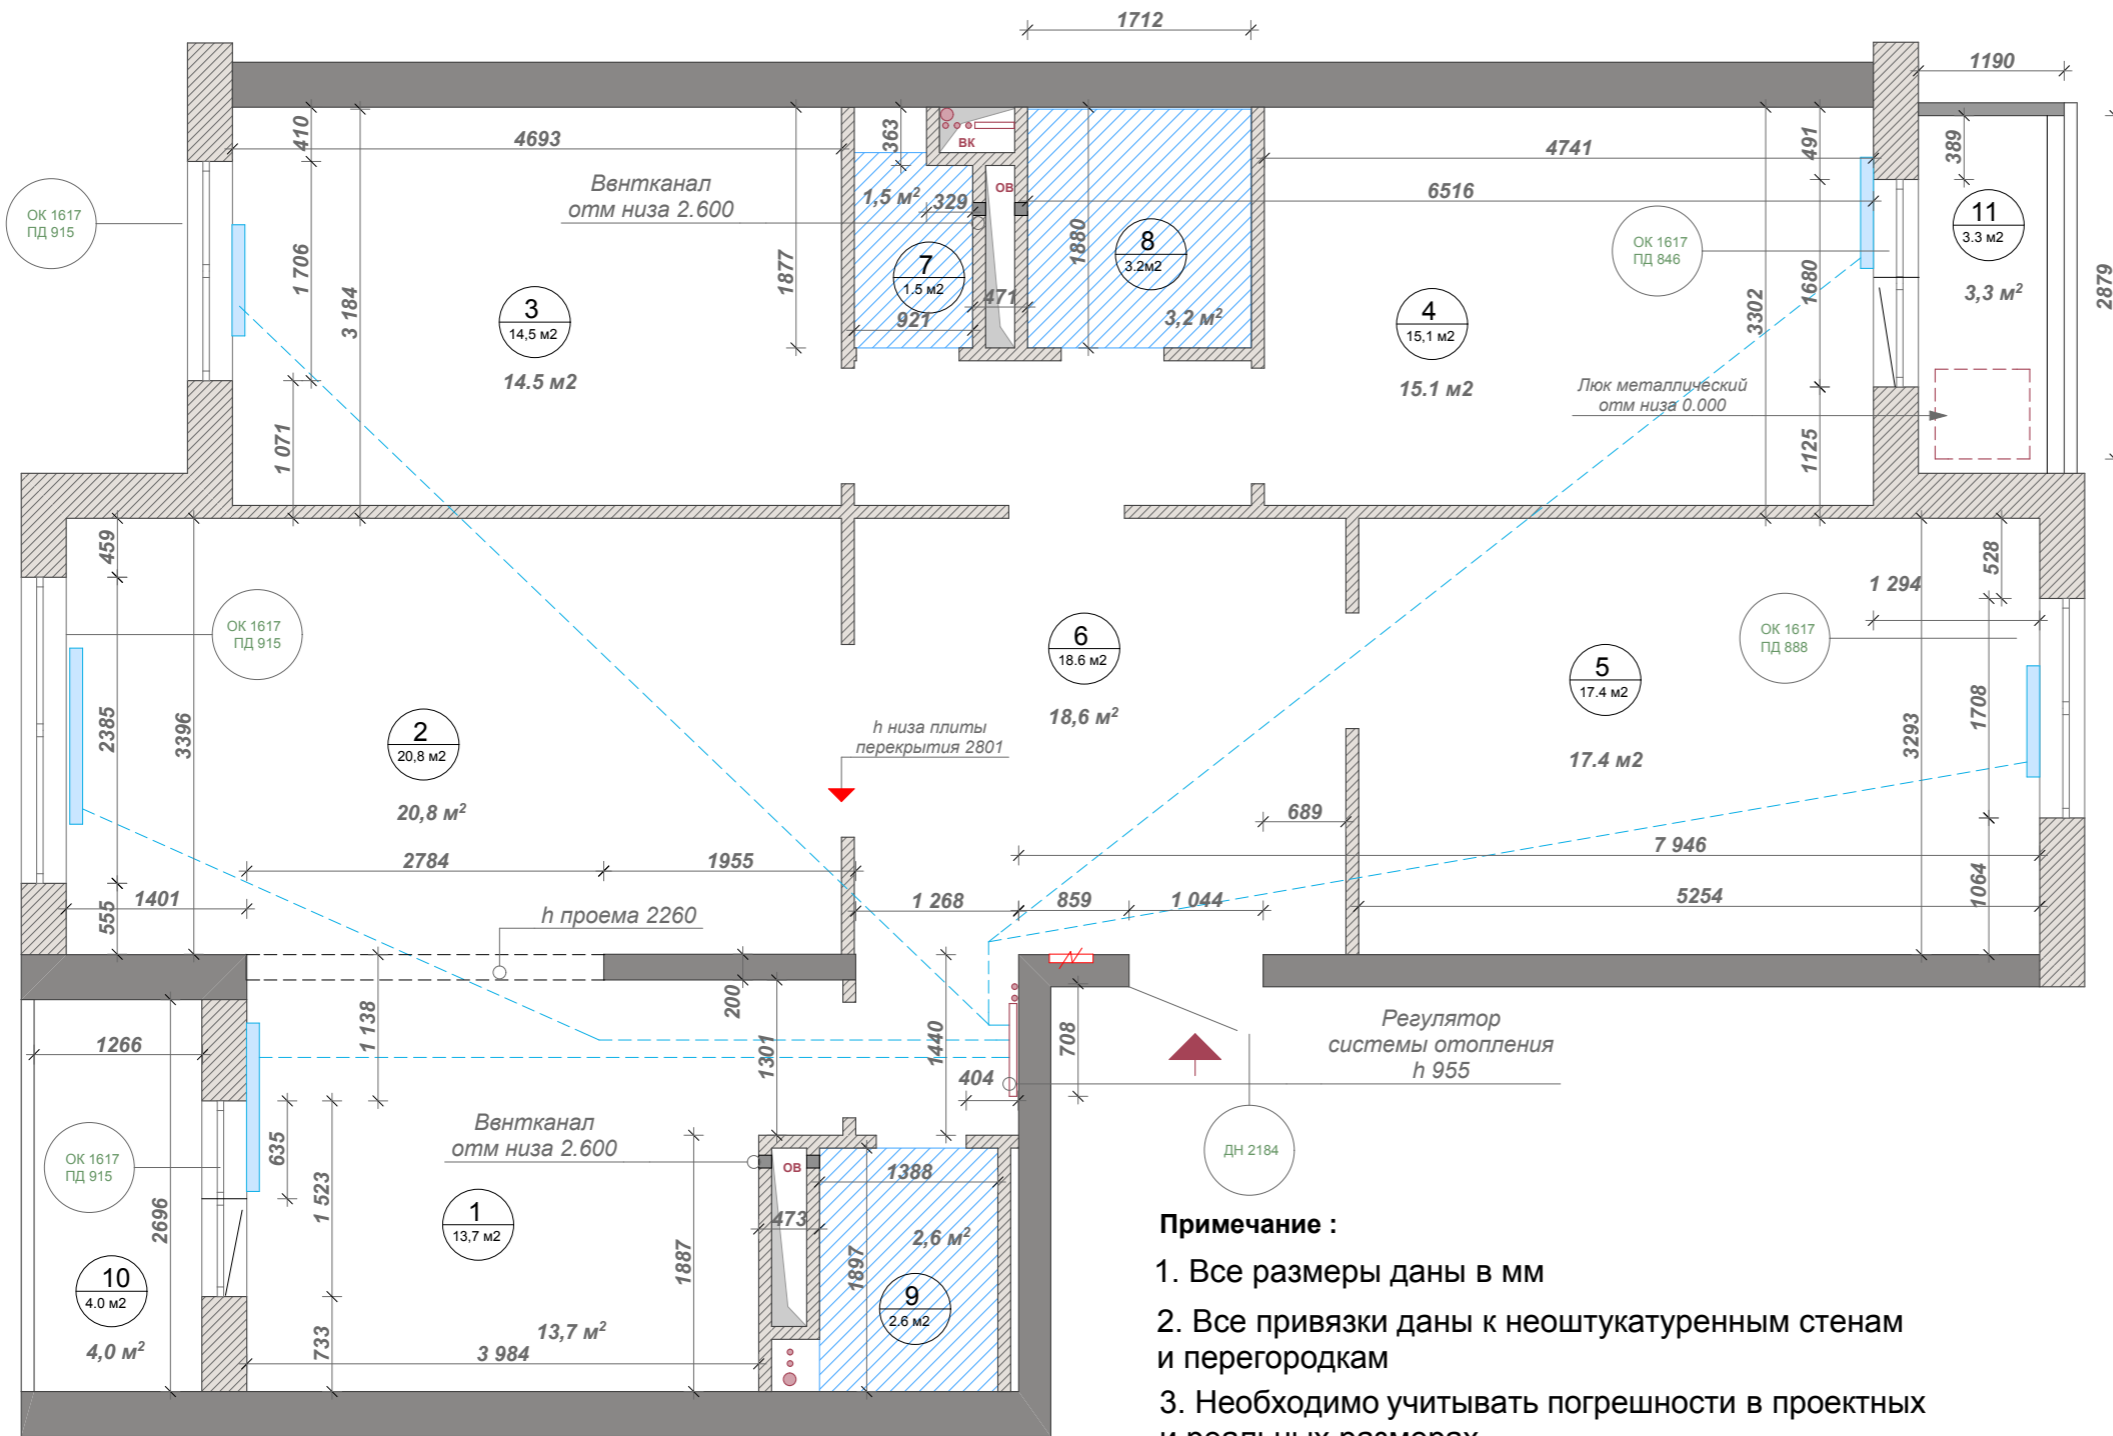 1712
1190
410
4693
363
ВК
4741
491
389
Вентканал
отм низа 2.600
1,5 м²
329
ОВ
6516
ОК 1617
ПД 915
1 706
3 184
1877
7
1.5 м2
1880
8
3.2м2
ОК 1617
ПД 846
11
3.3 м2
2879
3
14,5 м2
471
921
3,2 м²
4
15,1 м2
3302
1680
3,3 м²
14.5 м2
15.1 м2
Люк металлический
отм низа 0.000
1 071
1125
459
528
1 294
ОК 1617
ПД 915
6
18.6 м2
ОК 1617
ПД 888
5
17.4 м2
2385
3396
2
20,8 м2
18,6 м²
h низа плиты
перекрытия 2801
3293
1708
17.4 м2
20,8 м²
689
2784
1955
7 946
555
1401
1 268
859
1 044
5254
1064
h проема 2260
200
1266
1 138
1301
1440
708
Регулятор
системы отопления
h 955
404
Вентканал
отм низа 2.600
ОК 1617
ПД 915
635
1 523
ОВ
1388
ДН 2184
2696
1
13,7 м2
473
2,6 м²
1887
1897
10
4.0 м2
9
2.6 м2
4,0 м²
733
13,7 м²
3 984
Примечание :
1. Все размеры даны в мм
2. Все привязки даны к неоштукатуренным стенам
и перегородкам
3. Необходимо учитывать погрешности в проектных
и реальных размерах